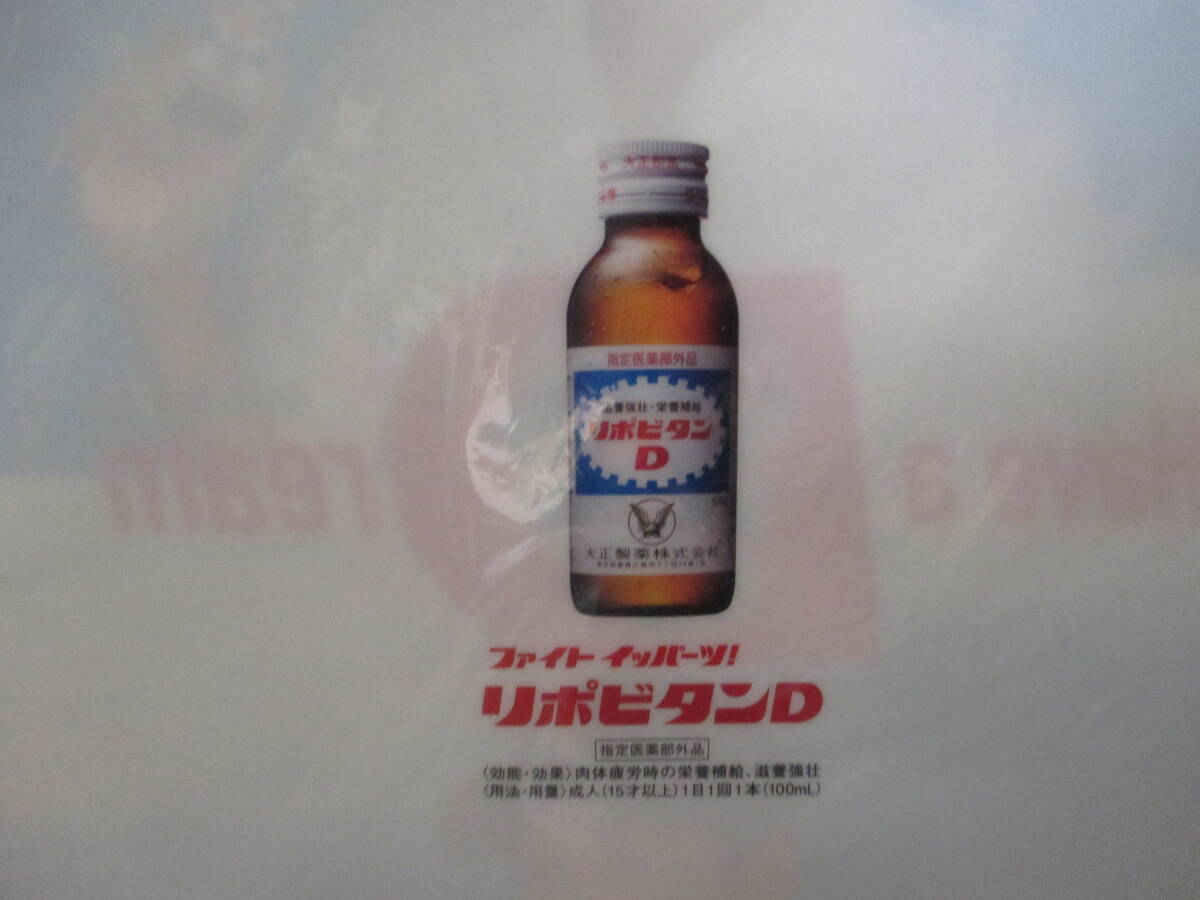 大正製薬
指定医薬部外品
滋養強壮・栄養補給
リポビタン
D
大正製薬株式会社
ファイト イッパーツ!
リポビタンD
指定医薬部外品
〈効能・効果〉肉体疲労時の栄養補給、滋養強壮
〈用法・用量〉成人(15才以上)1日1回1本(100mL)